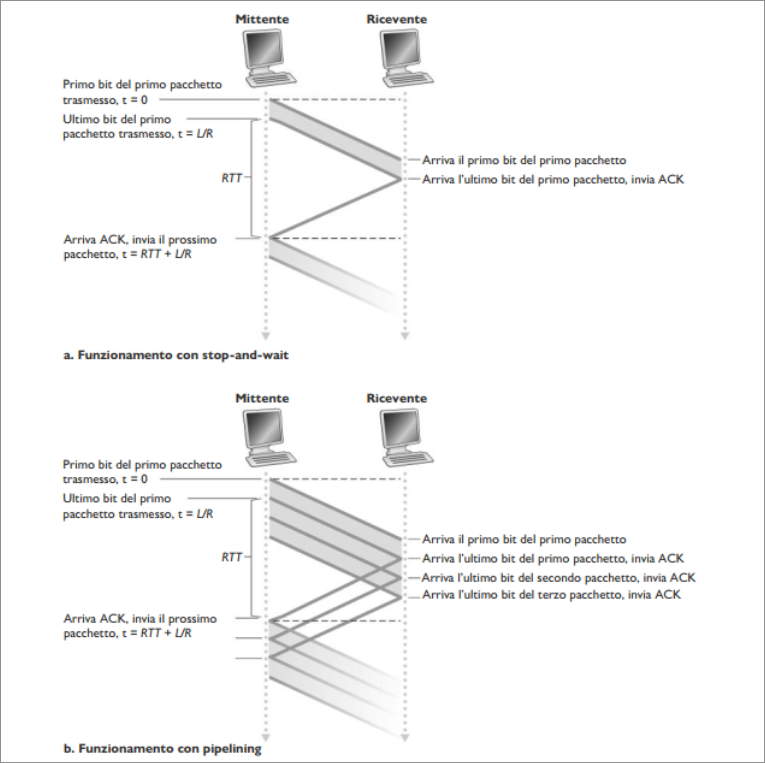 Mittente
Ricevente
Primo bit del primo pacchetto
trasmesso, t = 0
Ultimo bit del primo
pacchetto trasmesso, t = L/R
RTT
Arriva il primo bit del primo pacchetto
Arriva l'ultimo bit del primo pacchetto, invia ACK
Arriva ACK, invia il prossimo
pacchetto, t = RTT + L/R
a. Funzionamento con stop-and-wait
Mittente
Ricevente
Primo bit del primo pacchetto
trasmesso, t = 0
Ultimo bit del primo
pacchetto trasmesso, t = L/R
RTT
Arriva il primo bit del primo pacchetto
Arriva l'ultimo bit del primo pacchetto, invia ACK
Arriva l'ultimo bit del secondo pacchetto, invia ACK
Arriva l'ultimo bit del terzo pacchetto, invia ACK
Arriva ACK, invia il prossimo
pacchetto, t = RTT + L/R
b. Funzionamento con pipelining